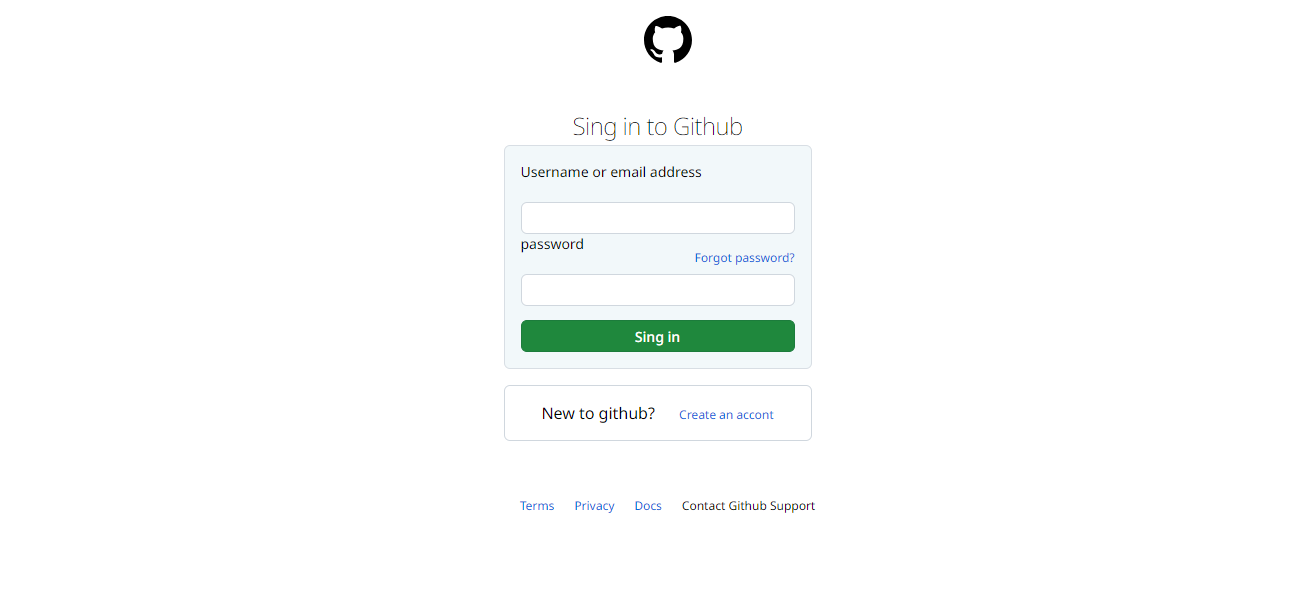 Sing in to Github
Username or email address
password
Forgot password?
Sing in
New to github? Create an accont
Terms Privacy Docs Contact Github Support